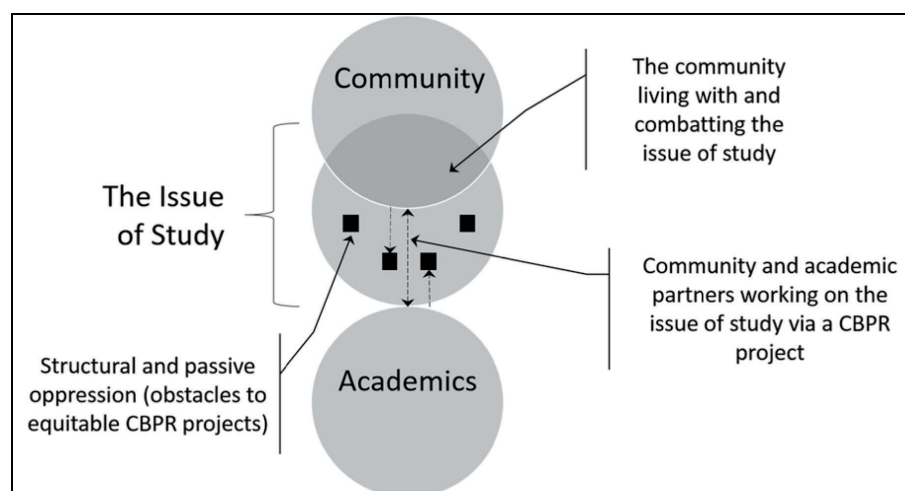 Community
The community
living with and
combatting the
issue of study
The Issue
of Study
Community and academic
partners working on the
issue of study via a CBPR
project
Structural and passive
oppression (obstacles to
equitable CBPR projects)
Academics